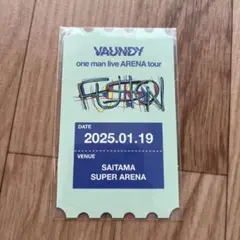 VAUNDY
one man live ARENA tour
FUSION
DATE
2025.01.19
VENUE
SAITAMA
SUPER ARENA